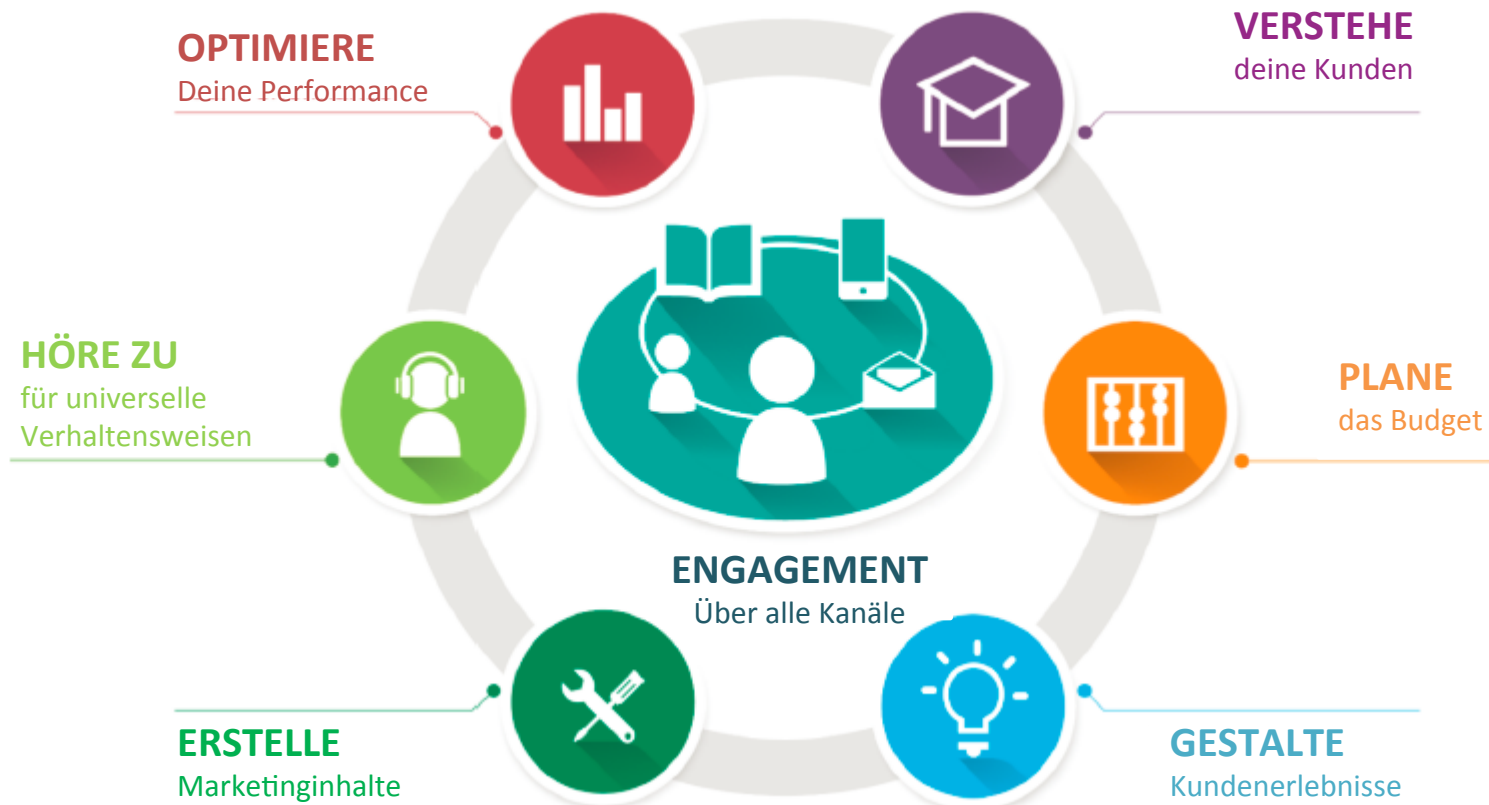 OPTIMIERE
Deine Performance
VERSTEHE
deine Kunden
HÖRE ZU
für universelle
Verhaltensweisen
PLANE
das Budget
ENGAGEMENT
Über alle Kanäle
ERSTELLE
Marketinginhalte
GESTALTE
Kundenerlebnisse